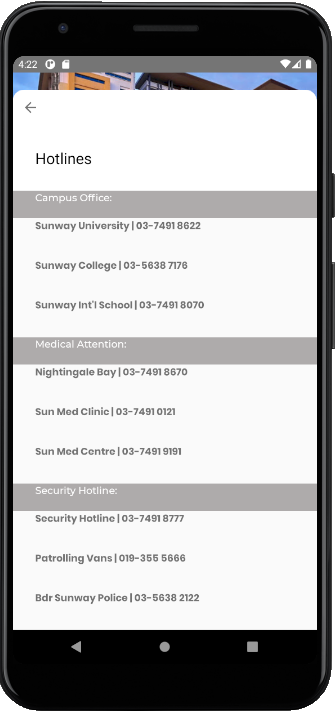 4:22
Hotlines
Campus Office:
Sunway University | 03-7491 8622
Sunway College | 03-5638 7176
Sunway Int'l School | 03-7491 8070
Medical Attention:
Nightingale Bay | 03-7491 8670
Sun Med Clinic | 03-7491 0121
Sun Med Centre | 03-7491 9191
Security Hotline:
Security Hotline | 03-7491 8777
Patrolling Vans | 019-355 5666
Bdr Sunway Police | 03-5638 2122